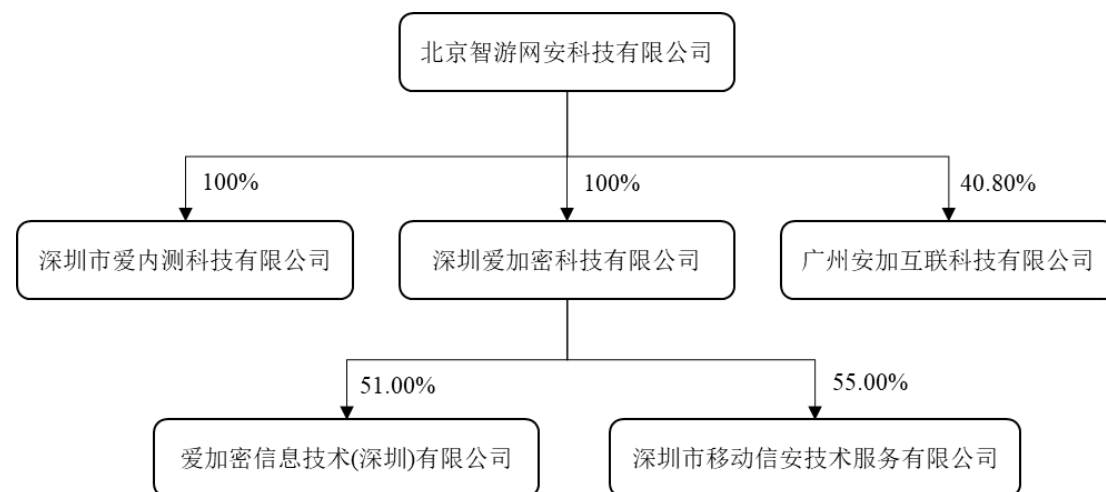 北京智游网安科技有限公司
100%
100%
40.80%
深圳市爱内测科技有限公司
深圳爱加密科技有限公司
广州安加互联科技有限公司
51.00%
55.00%
爱加密信息技术(深圳)有限公司
深圳市移动信安技术服务有限公司